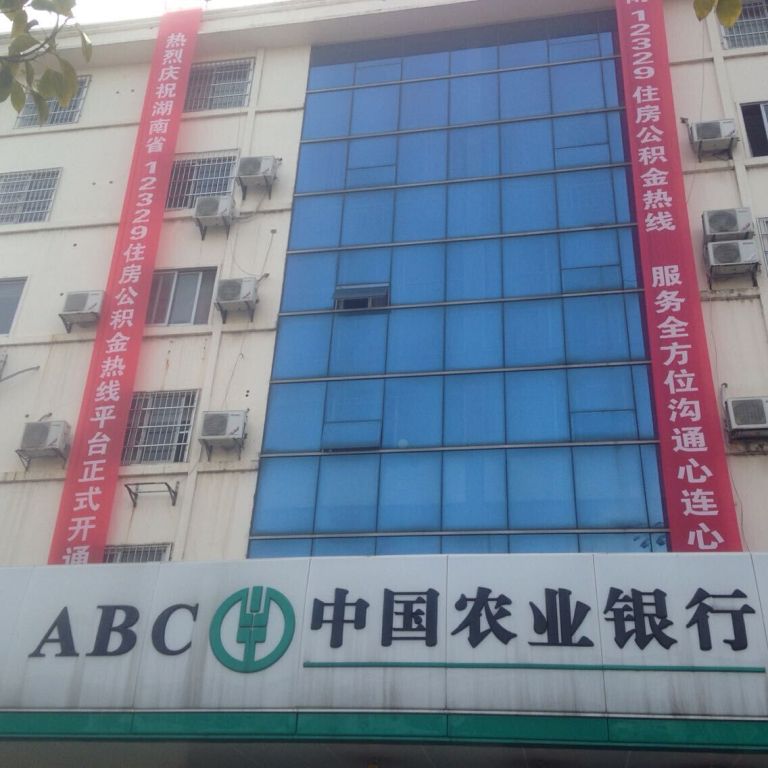 热烈庆祝湖南省12329住房公积金热线平台正式开通
12329住房公积金热线 服务全方位沟通心连心
ABC 中国农业银行